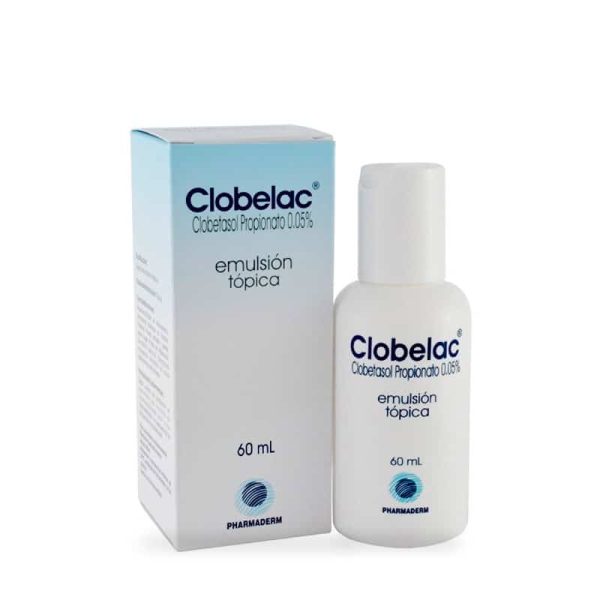 Clobelac®
Clobetasol Propionato 0.05%
emulsión
tópica
60 mL
PHARMADERM
Clobelac®
Clobetasol Propionato 0.05%
emulsión
tópica
60 mL
PHARMADERM